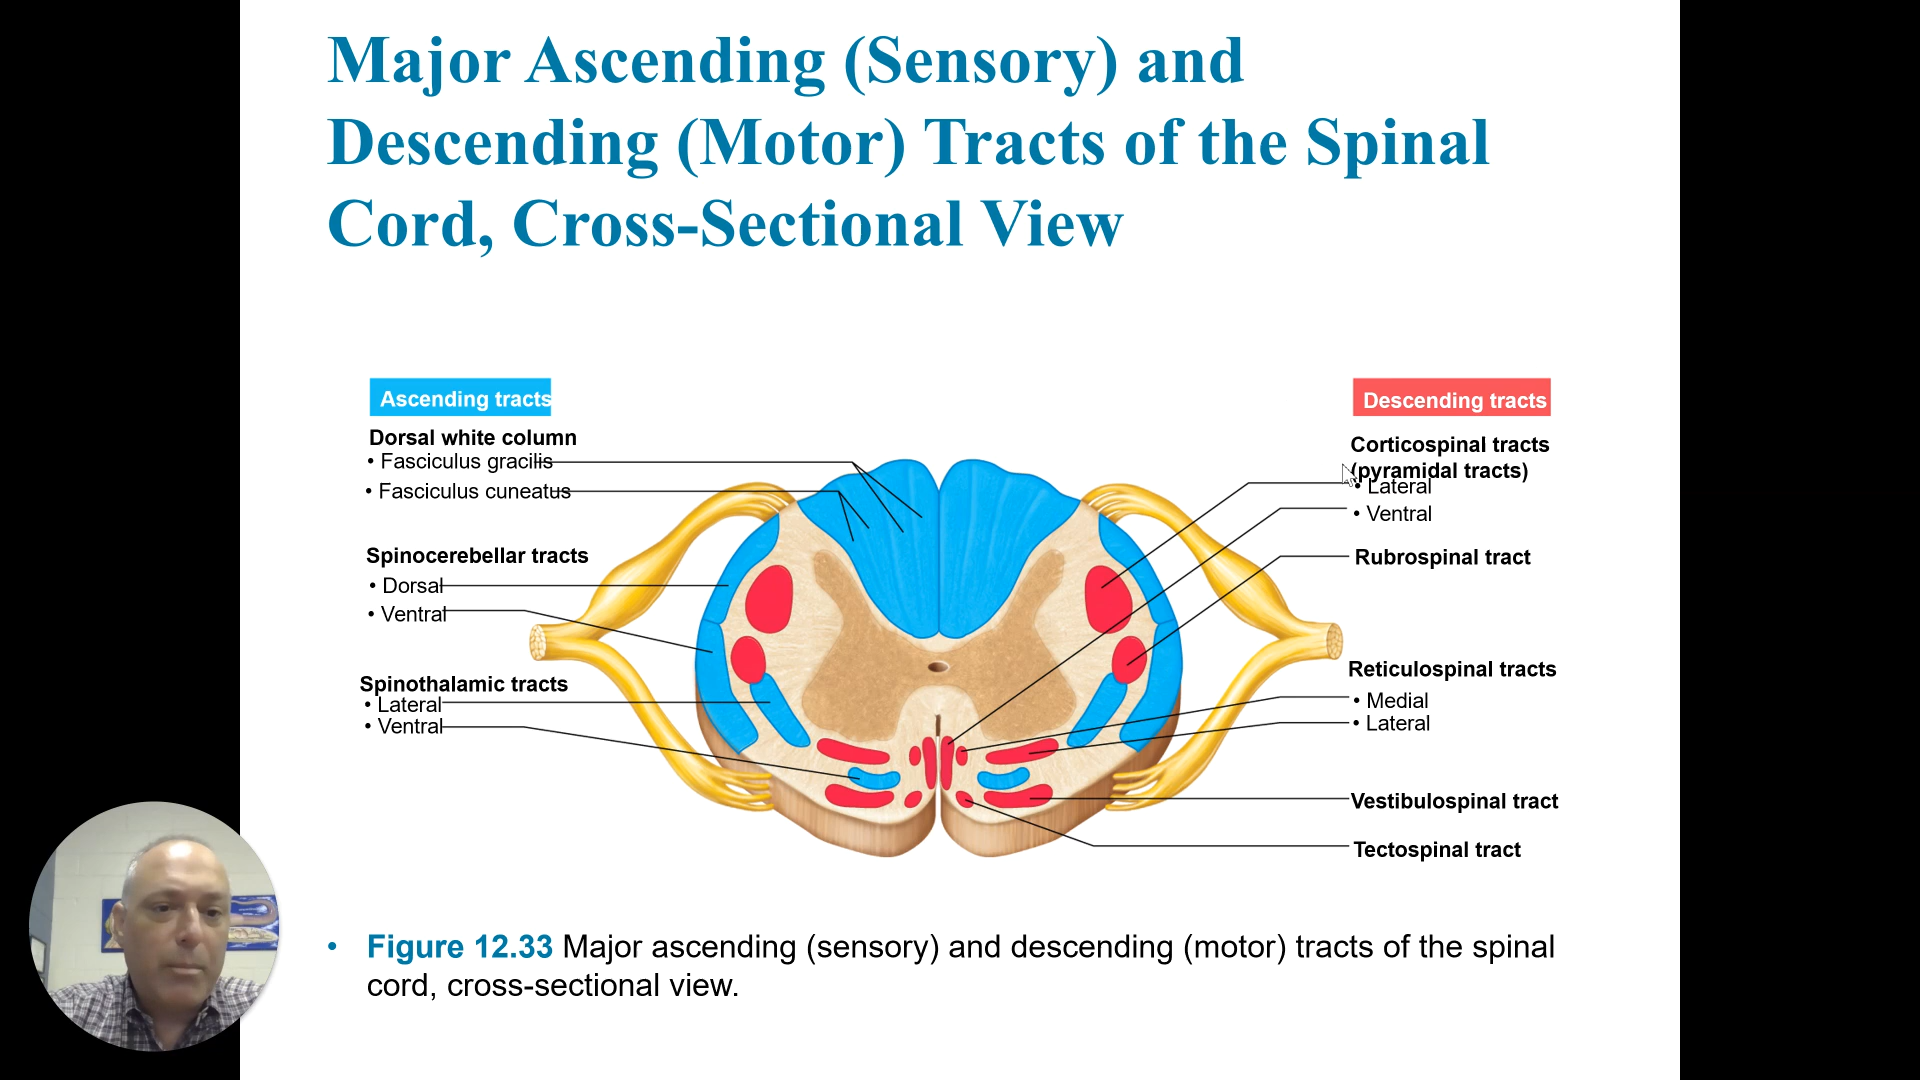 Major Ascending (Sensory) and
Descending (Motor) Tracts of the Spinal
Cord, Cross-Sectional View
Ascending tracts
Dorsal white column
• Fasciculus gracilis
• Fasciculus cuneatus
Spinocerebellar tracts
• Dorsal
• Ventral
Spinothalamic tracts
• Lateral
• Ventral
Descending tracts
Corticospinal tracts
(pyramidal tracts)
• Lateral
• Ventral
Rubrospinal tract
Reticulospinal tracts
• Medial
• Lateral
Vestibulospinal tract
Tectospinal tract
• Figure 12.33 Major ascending (sensory) and descending (motor) tracts of the spinal
cord, cross-sectional view.